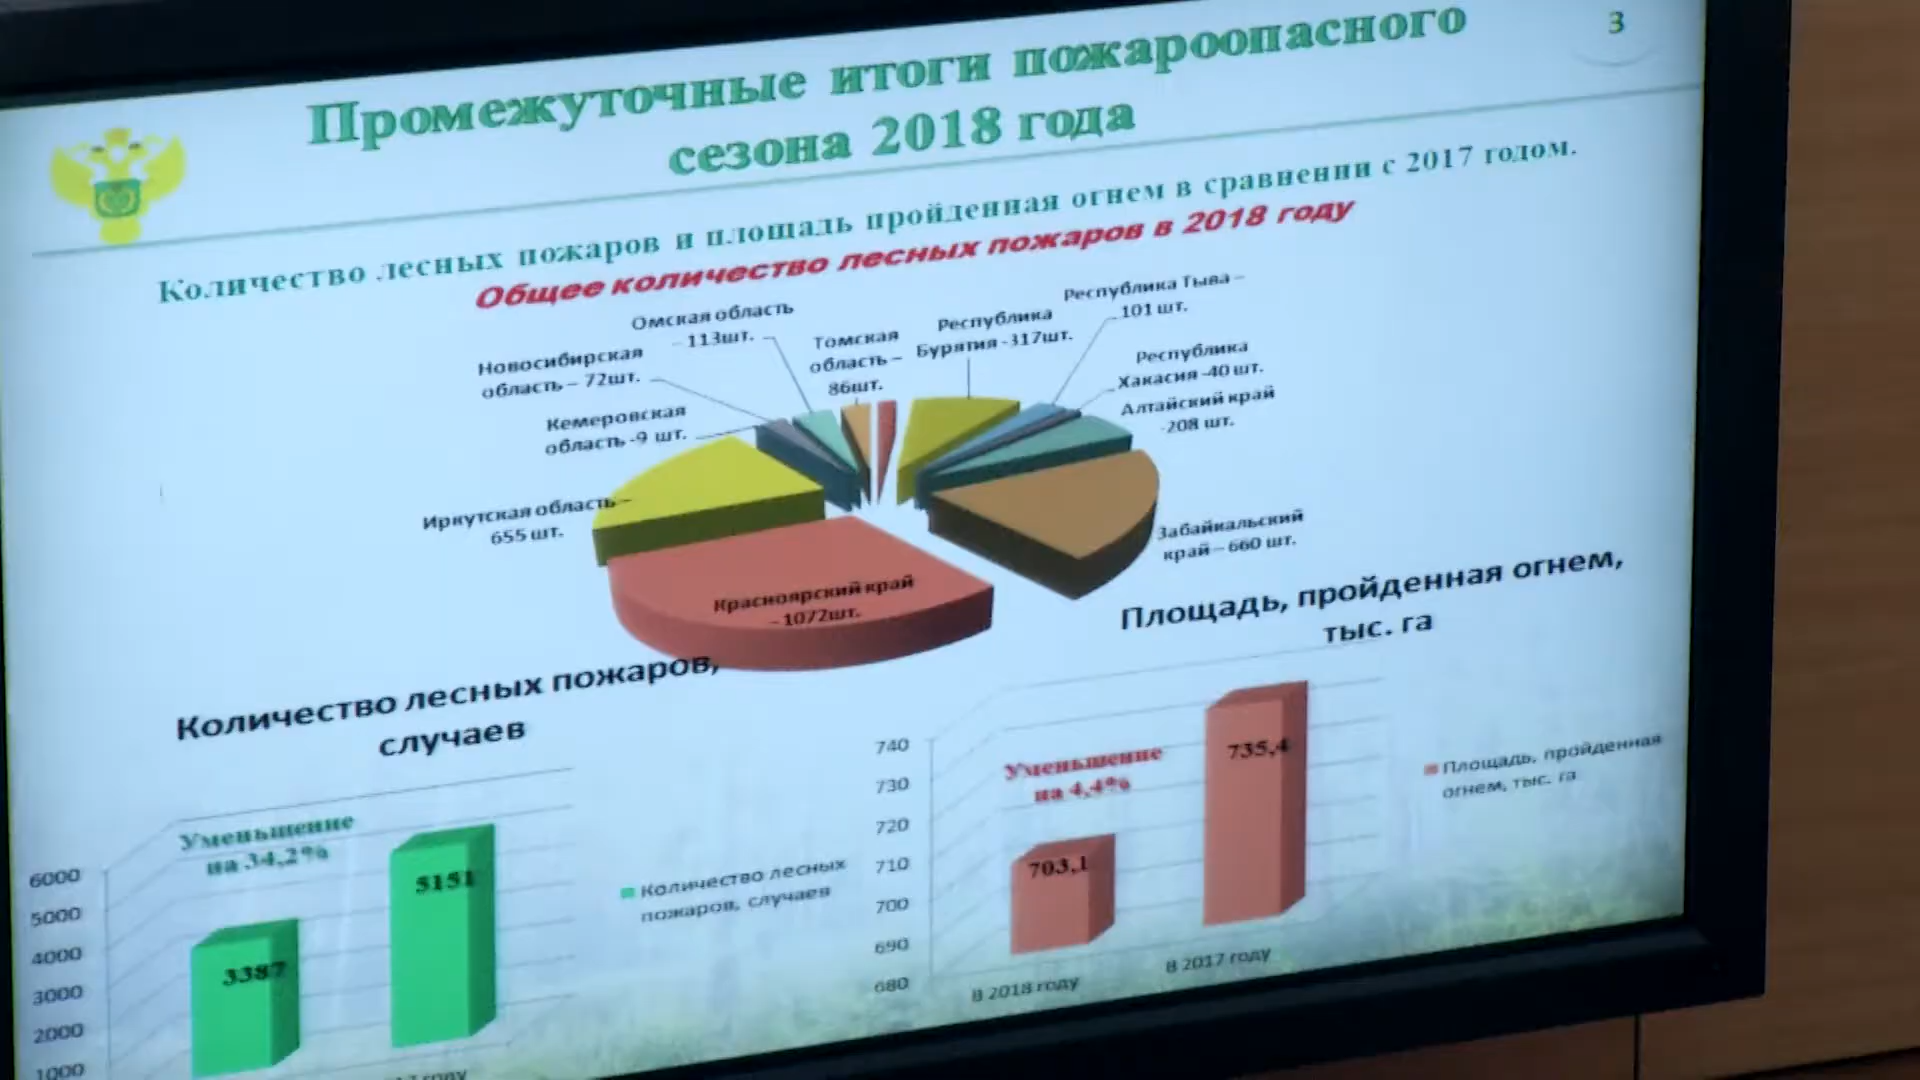 3
Промежуточные итоги пожароопасного
сезона 2018 года
Количество лесных пожаров и площадь пройденная огнем в сравнении с 2017 годом.
Общее количество лесных пожаров в 2018 году
Омская область
- 113шт.
Новосибирская
область – 72шт.
Кемеровская
область -9 шт.
Иркутская область –
655 шт.
Томская
область –
86шт.
Республика
Бурятия -317шт.
Республика Тыва –
101 шт.
Республика
Хакасия -40 шт.
Алтайский край
-208 шт.
Забайкальский
край – 660 шт.
Красноярский край
- 1072шт.
Количество лесных пожаров,
случаев
Уменьшение
на 34,2%
6000
5000
4000
3000
2000
1000
3387
5151
году
Количество лесных
пожаров, случаев
Площадь, пройденная огнем,
тыс. га
Уменьшение
на 4,4%
740
730
720
710
700
690
680
703,1
735,4
В 2018 году
В 2017 году
Площадь, пройденная
огнем, тыс. га